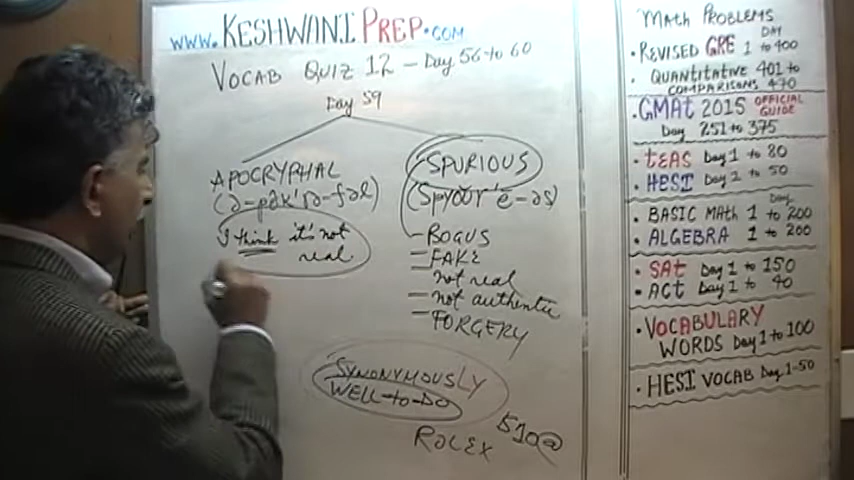 www.KESHWANI PREP.COM
VOCAB QUIZ 12 - Day 56 to 60
Day 59
APOCRYPHAL
(ə-pŏk'rə-fəl)
I think it's not
real
SPURIOUS
(SPYOOR'ē-əs)
- BOGUS
- FAKE
- not real
- not authentic
- FORGERY
SYNONYMOUSLY
WELL-to-DO
ROLEX
MATH PROBLEMS
DAY
• REVISED GRE 1 to 400
• QUANTITATIVE 401 to
COMPARISONS 470
• GMAt 2015 OFFICIAL GUIDE
Day 251 to 375
• tEAS Day 1 to 80
• HESI Day 1 to 50
Day
• BASIC MAtH 1 to 200
• ALGEBRA 1 to 200
• SAt Day 1 to 150
• ACt Day 1 to 40
• VOCABULARY
WORDS Day 1 to 100
• HESI VOCAB Day 1-50